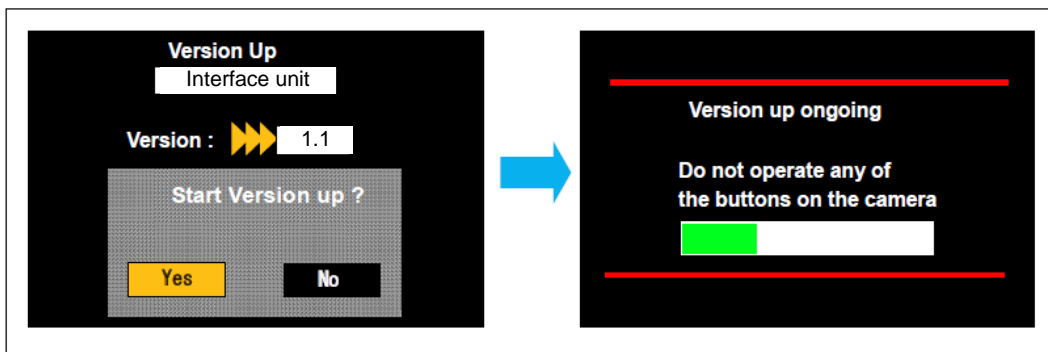 Version Up
Interface unit
Version : 1.1
Start Version up ?
Yes No
Version up ongoing
Do not operate any of
the buttons on the camera